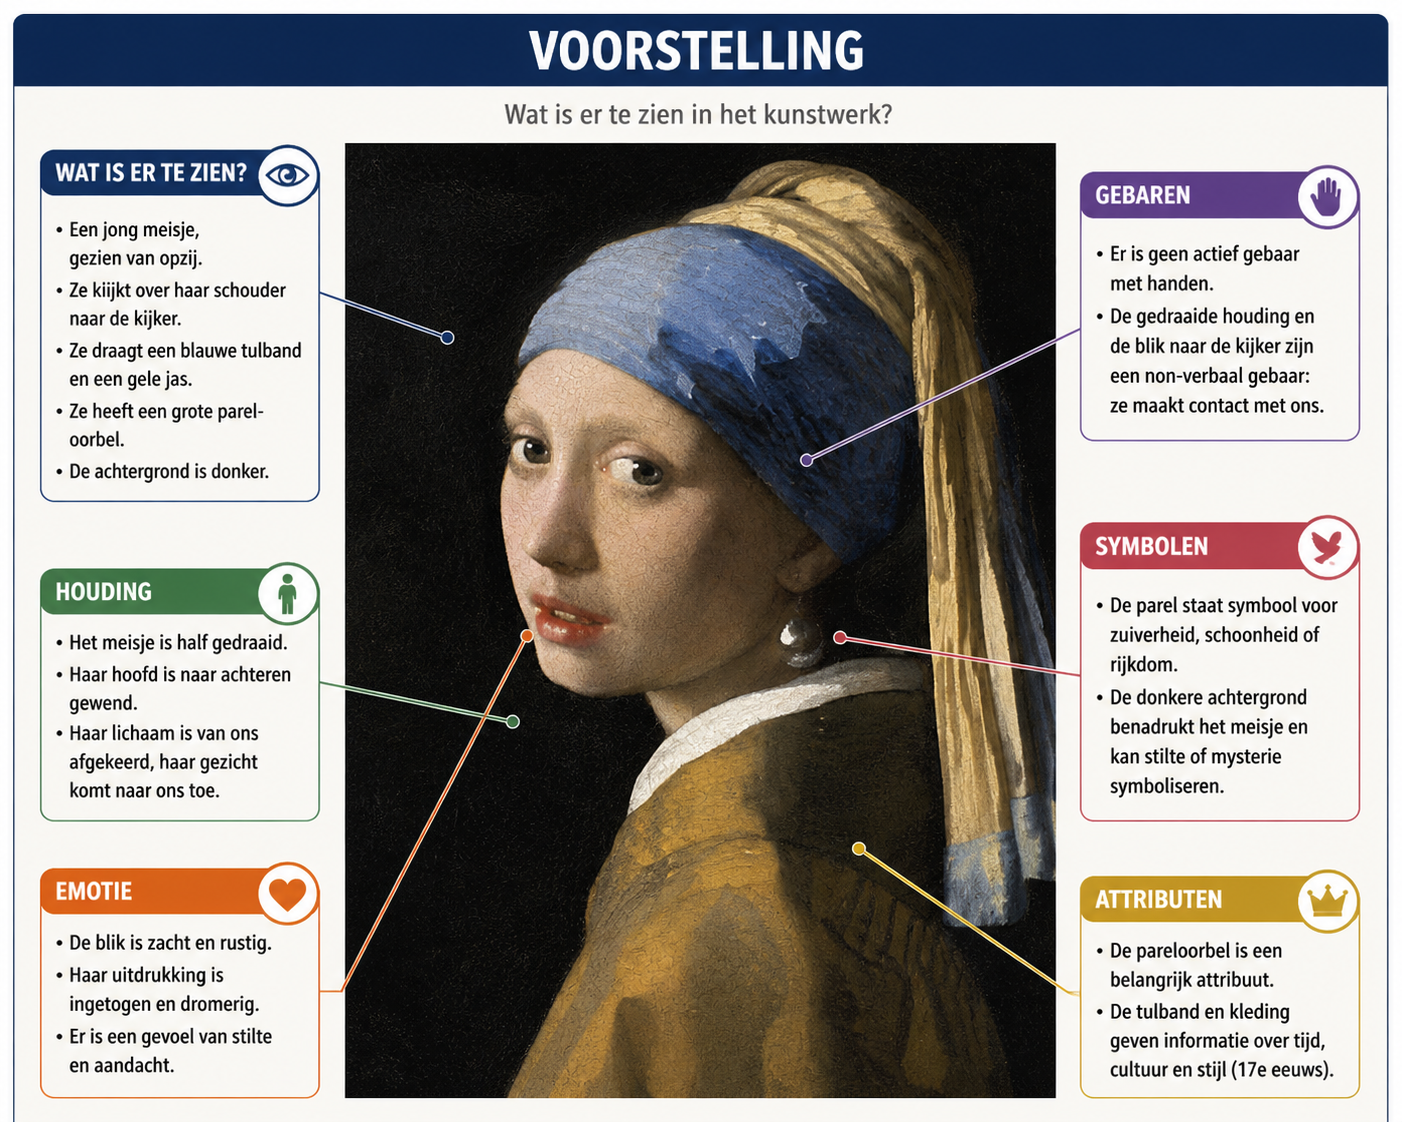 VOORSTELLING
Wat is er te zien in het kunstwerk?
WAT IS ER TE ZIEN?
• Een jong meisje,
gezien van opzij.
• Ze kiijkt over haar schouder
naar de kijker.
• Ze draagt een blauwe tulband
en een gele jas.
• Ze heeft een grote parel-
oorbel.
• De achtergrond is donker.
HOUDING
• Het meisje is half gedraaid.
• Haar hoofd is naar achteren
gewend.
• Haar lichaam is van ons
afgekeerd, haar gezicht
komt naar ons toe.
EMOTIE
• De blik is zacht en rustig.
• Haar uitdrukking is
ingetogen en dromerig.
• Er is een gevoel van stilte
en aandacht.
GEBAREN
• Er is geen actief gebaar
met handen.
• De gedraaide houding en
de blik naar de kijker zijn
een non-verbaal gebaar:
ze maakt contact met ons.
SYMBOLEN
• De parel staat symbool voor
zuiverheid, schoonheid of
rijkdom.
• De donkere achtergrond
benadrukt het meisje en
kan stilte of mysterie
symboliseren.
ATTRIBUTEN
• De pareloorbel is een
belangrijk attribuut.
• De tulband en kleding
geven informatie over tijd,
cultuur en stijl (17e eeuws).